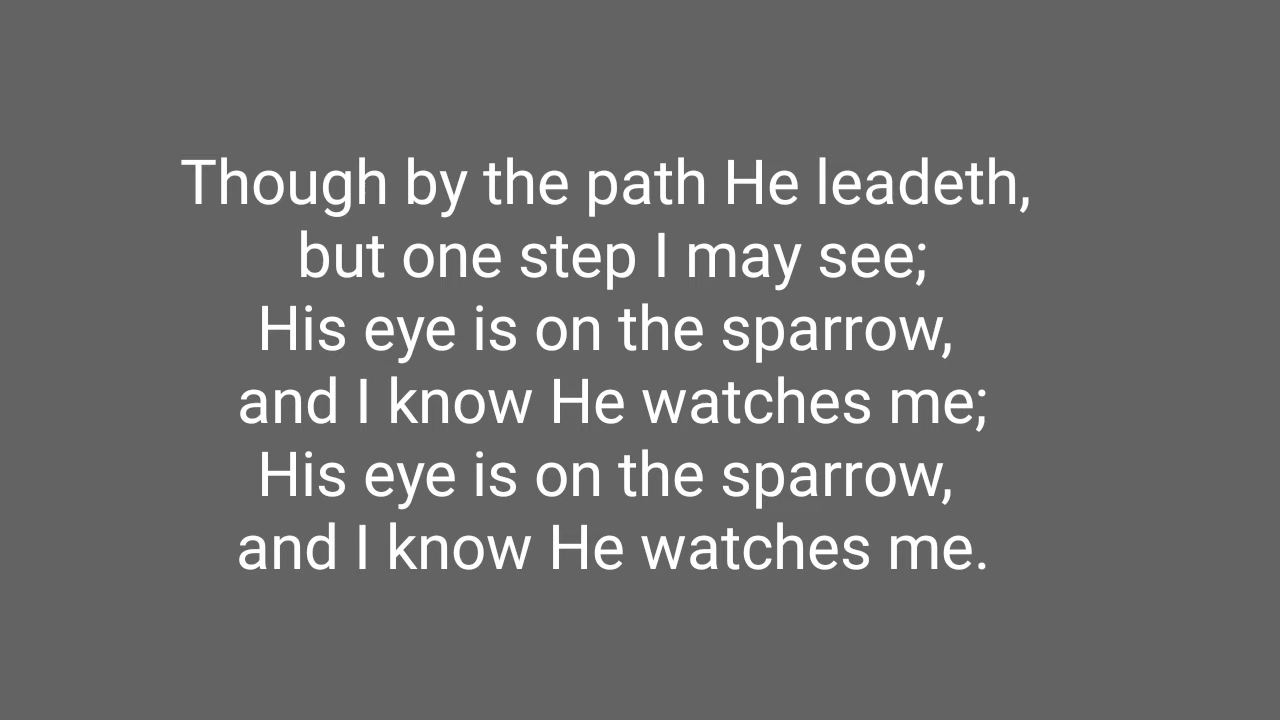 Though by the path He leadeth,
but one step I may see;
His eye is on the sparrow,
and I know He watches me;
His eye is on the sparrow,
and I know He watches me.